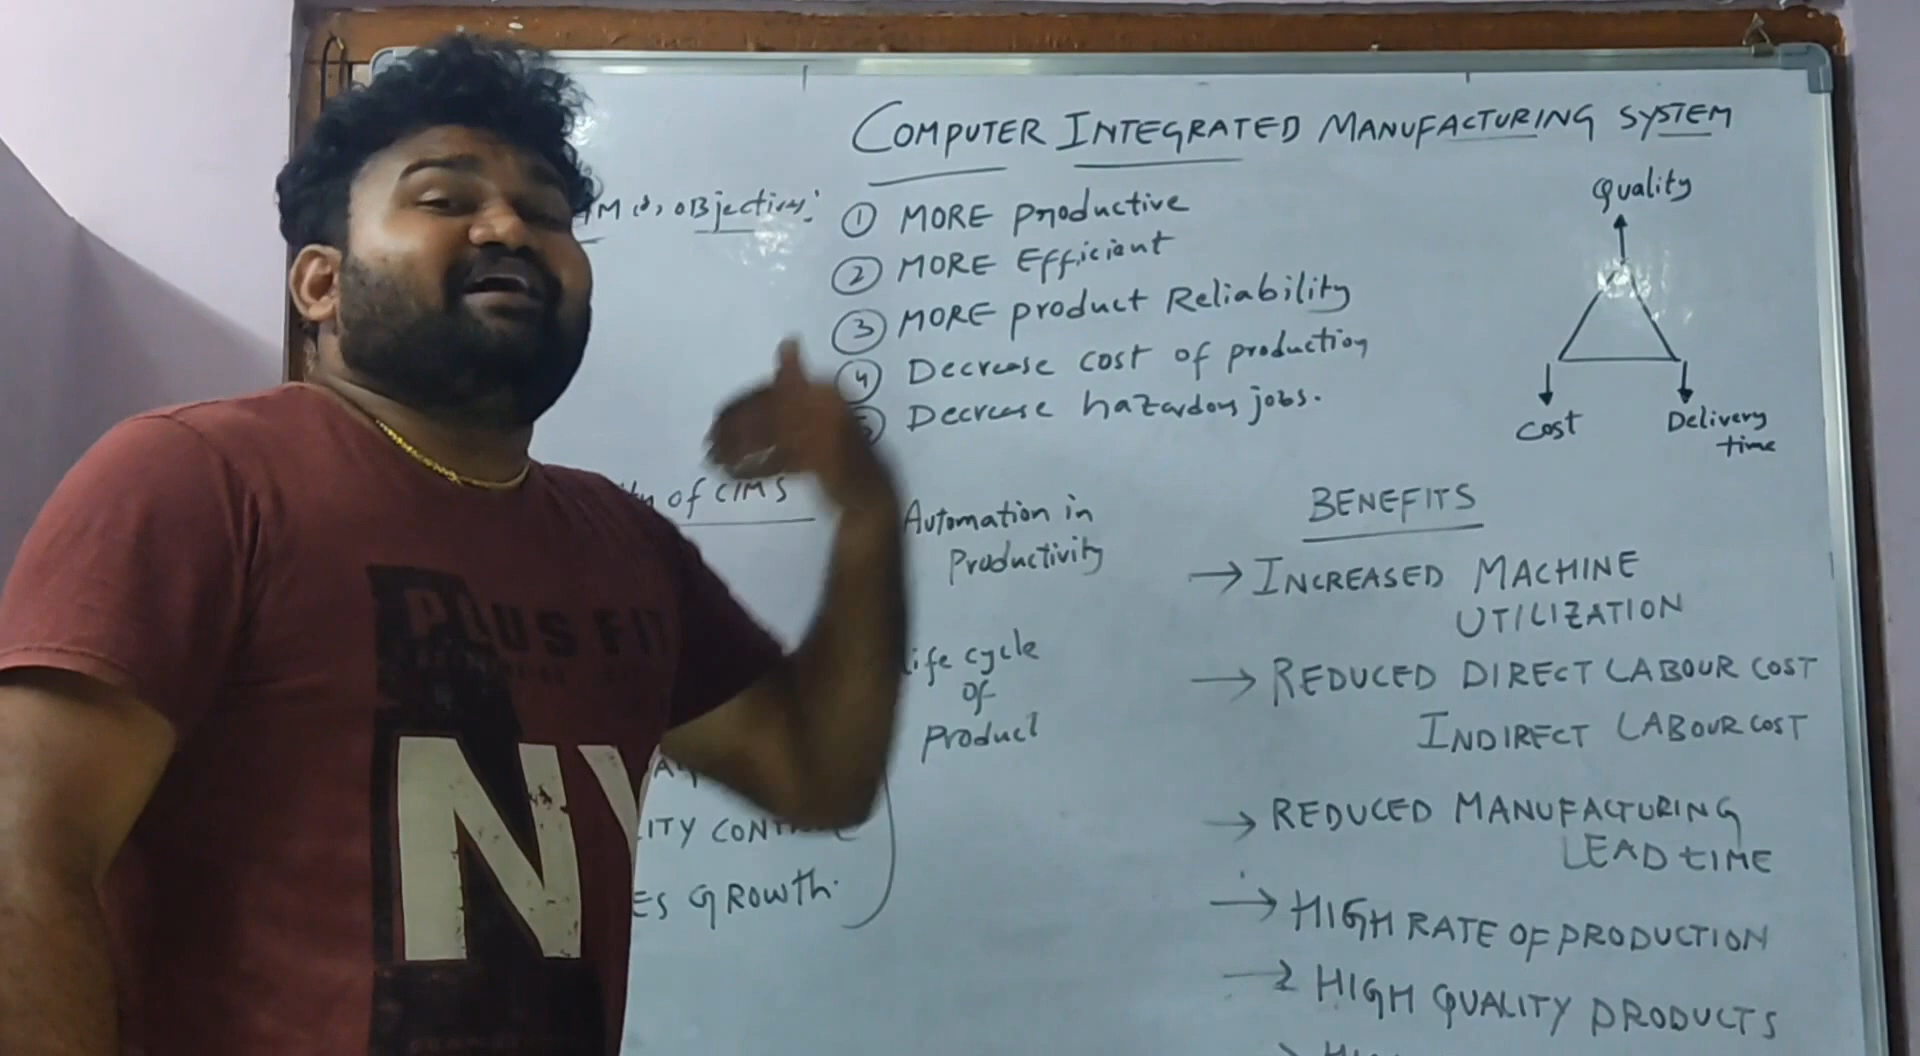 COMPUTER INTEGRATED MANUFACTURING SYSTEM
objectives:
① MORE productive
② MORE Efficient
③ MORE product Reliability
④ Decrease cost of production
⑤ Decrease hazardous jobs.
Quality
Cost
Delivery
time
of CIMS
Automation in
Productivity
life cycle
of
Product
CONT
GROWTH.
BENEFITS
→ INCREASED MACHINE
UTILIZATION
→ REDUCED DIRECT LABOUR COST
INDIRECT LABOUR COST
→ REDUCED MANUFACTURING
LEAD TIME
→ HIGH RATE OF PRODUCTION
→ HIGH QUALITY PRODUCTS
PLUS FIT
NY